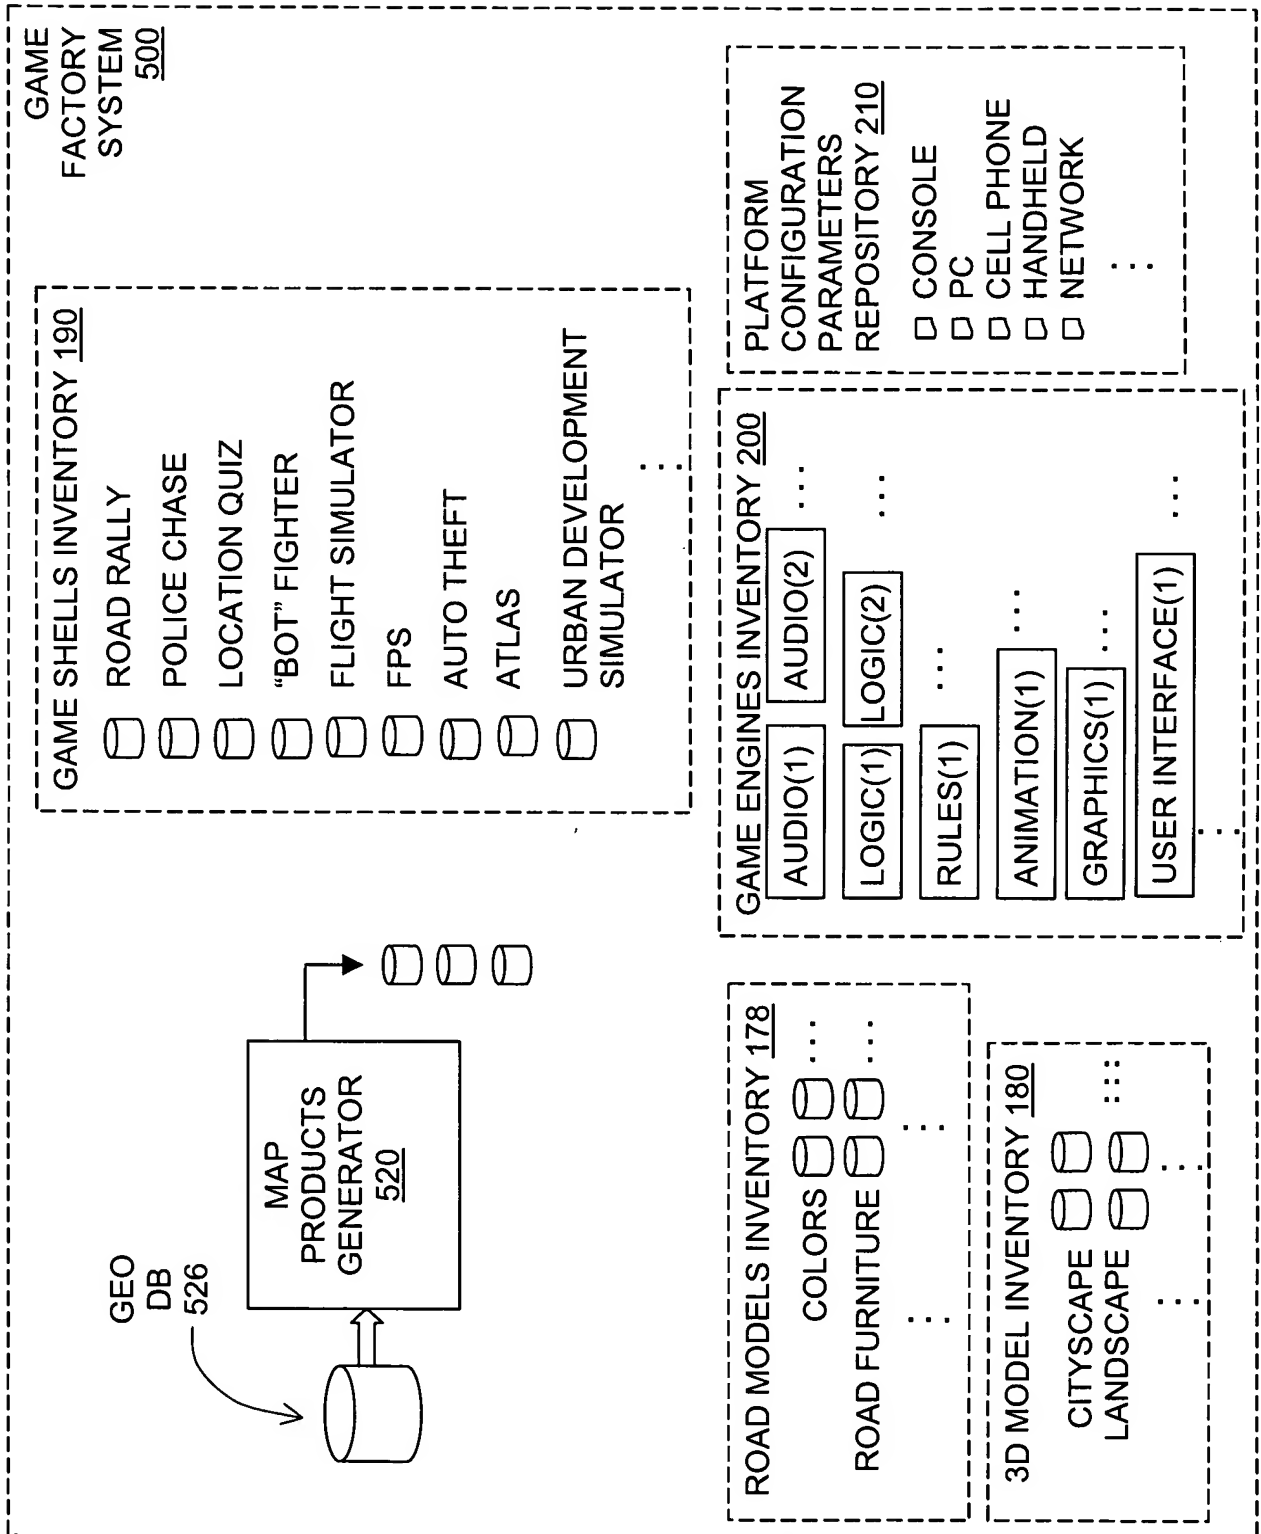 GAME
FACTORY
SYSTEM
500
GEO
DB
526
MAP
PRODUCTS
GENERATOR
520
GAME SHELLS INVENTORY 190
ROAD RALLY
POLICE CHASE
LOCATION QUIZ
"BOT" FIGHTER
FLIGHT SIMULATOR
FPS
AUTO THEFT
ATLAS
URBAN DEVELOPMENT
SIMULATOR
...
ROAD MODELS INVENTORY 178
COLORS ...
ROAD FURNITURE ...
... ...
3D MODEL INVENTORY 180
CITYSCAPE ...
LANDSCAPE ...
... ...
GAME ENGINES INVENTORY 200
AUDIO(1) AUDIO(2) ...
LOGIC(1) LOGIC(2) ...
RULES(1) ...
ANIMATION(1) ...
GRAPHICS(1) ...
USER INTERFACE(1) ...
...
PLATFORM
CONFIGURATION
PARAMETERS
REPOSITORY 210
CONSOLE
PC
CELL PHONE
HANDHELD
NETWORK
...